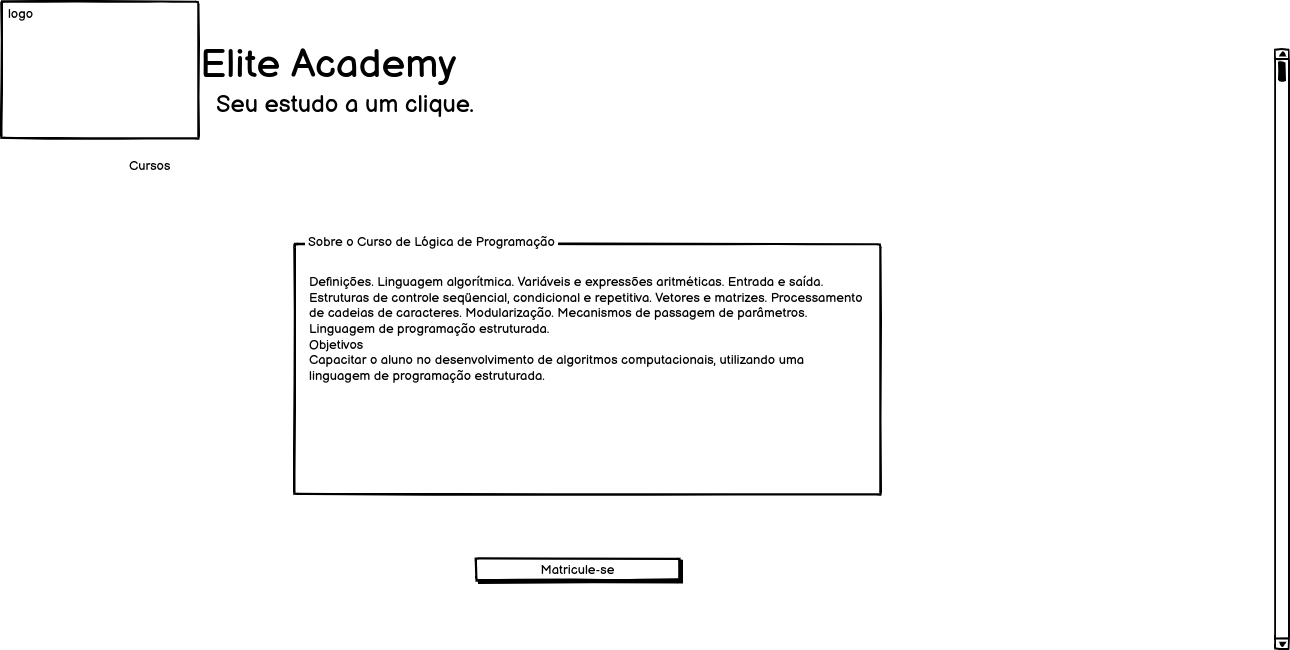 logo
Elite Academy
Seu estudo a um clique.
Cursos
Sobre o Curso de Lógica de Programação
Definições. Linguagem algorítmica. Variáveis e expressões aritméticas. Entrada e saída.
Estruturas de controle seqüencial, condicional e repetitiva. Vetores e matrizes. Processamento
de cadeias de caracteres. Modularização. Mecanismos de passagem de parâmetros.
Linguagem de programação estruturada.
Objetivos
Capacitar o aluno no desenvolvimento de algoritmos computacionais, utilizando uma
linguagem de programação estruturada.
Matricule-se